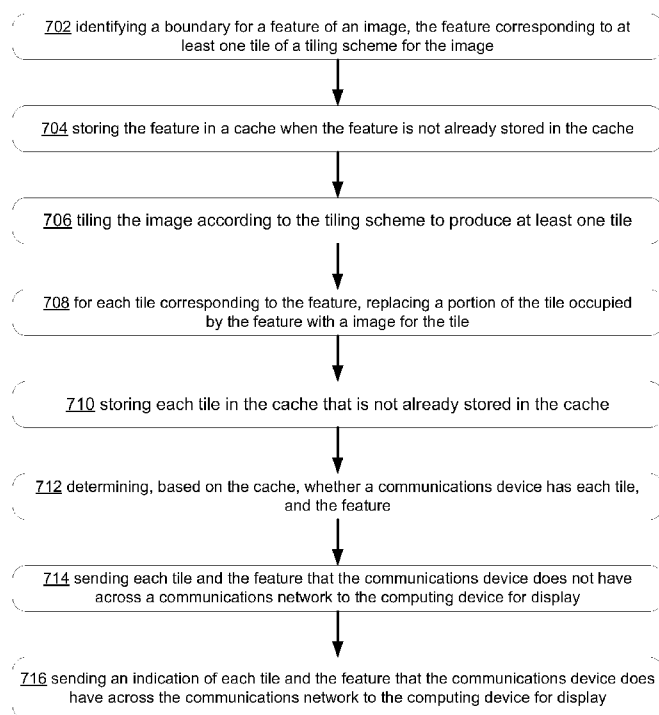 702 identifying a boundary for a feature of an image, the feature corresponding to at
least one tile of a tiling scheme for the image
704 storing the feature in a cache when the feature is not already stored in the cache
706 tiling the image according to the tiling scheme to produce at least one tile
708 for each tile corresponding to the feature, replacing a portion of the tile occupied
by the feature with a image for the tile
710 storing each tile in the cache that is not already stored in the cache
712 determining, based on the cache, whether a communications device has each tile,
and the feature
714 sending each tile and the feature that the communications device does not have
across a communications network to the computing device for display
716 sending an indication of each tile and the feature that the communications device does
have across the communications network to the computing device for display